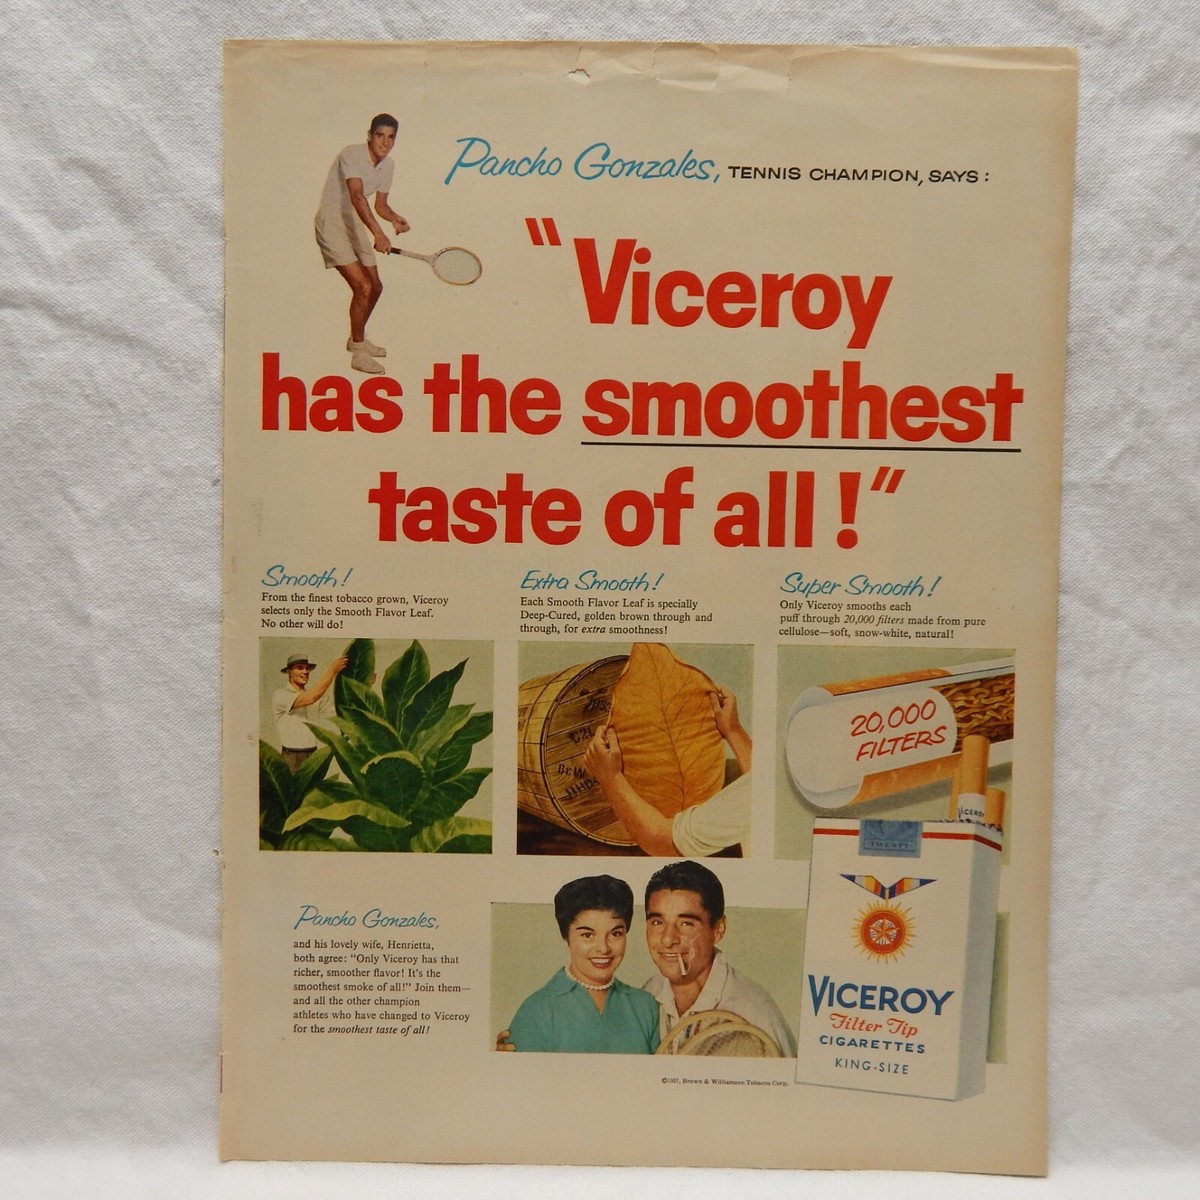 Pancho Gonzales, TENNIS CHAMPION, SAYS :
"Viceroy
has the smoothest
taste of all!"
Smooth!
From the finest tobacco grown, Viceroy
selects only the Smooth Flavor Leaf.
No other will do!
Extra Smooth!
Each Smooth Flavor Leaf is specially
Deep-Cured, golden brown through and
through, for extra smoothness!
Super Smooth!
Only Viceroy smooths each
puff through 20,000 filters made from pure
cellulose—soft, snow-white, natural!
20,000
FILTERS
B&W
VICEROY
TWENTY
Pancho Gonzales,
and his lovely wife, Henrietta,
both agree: "Only Viceroy has that
richer, smoother flavor! It's the
smoothest smoke of all!" Join them—
and all the other champion
athletes who have changed to Viceroy
for the smoothest taste of all!
VICEROY
Filter Tip
CIGARETTES
KING-SIZE
©1957, Brown & Williamson Tobacco Corp.